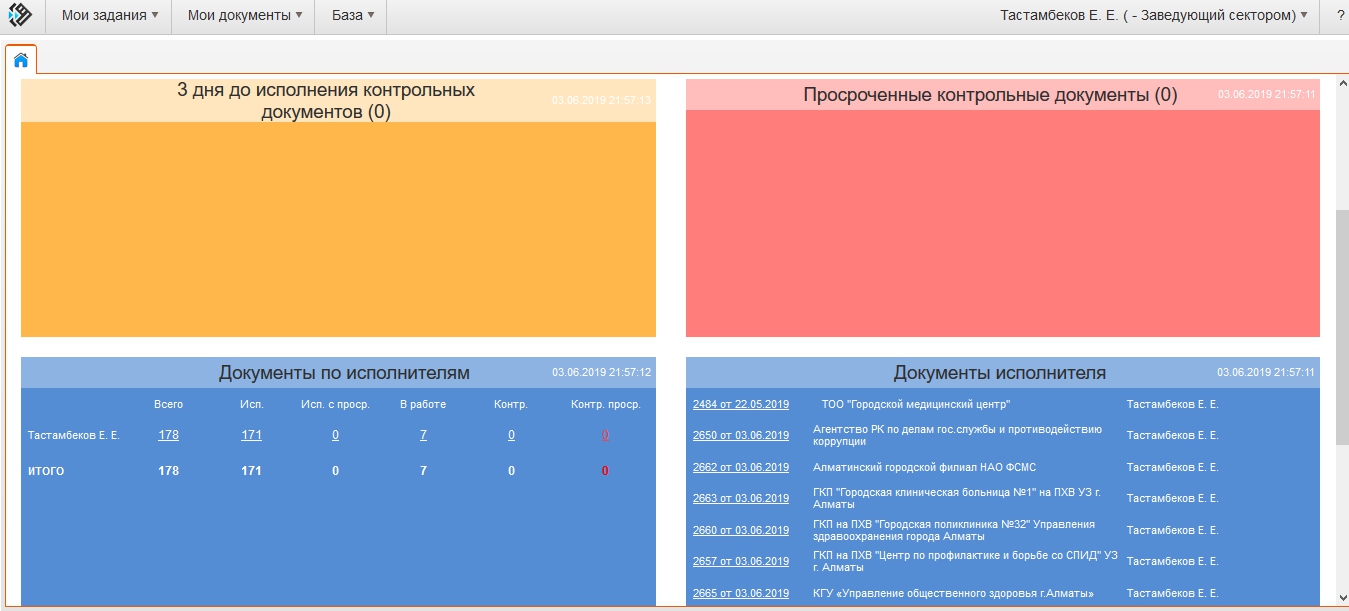 Мои задания Мои документы База Тастамбеков Е. Е. ( - Заведующий сектором) ?
3 дня до исполнения контрольных
документов (0)
03.06.2019 21:57:13
Просроченные контрольные документы (0)
03.06.2019 21:57:11
Документы по исполнителям
03.06.2019 21:57:12
Всего Исп. Исп. с проср. В работе Контр. Контр. проср.
Тастамбеков Е. Е. 178 171 0 7 0 0
ИТОГО 178 171 0 7 0 0
Документы исполнителя
03.06.2019 21:57:11
2484 от 22.05.2019 ТОО "Городской медицинский центр" Тастамбеков Е. Е.
2650 от 03.06.2019 Агентство РК по делам гос.службы и противодействию
коррупции Тастамбеков Е. Е.
2662 от 03.06.2019 Алматинский городской филиал НАО ФСМС Тастамбеков Е. Е.
2663 от 03.06.2019 ГКП "Городская клиническая больница №1" на ПХВ УЗ г.
Алматы Тастамбеков Е. Е.
2660 от 03.06.2019 ГКП на ПХВ "Городская поликлиника №32" Управления
здравоохранения города Алматы Тастамбеков Е. Е.
2657 от 03.06.2019 ГКП на ПХВ "Центр по профилактике и борьбе со СПИД" УЗ
г. Алматы Тастамбеков Е. Е.
2665 от 03.06.2019 КГУ «Управление общественного здоровья г.Алматы» Тастамбеков Е. Е.